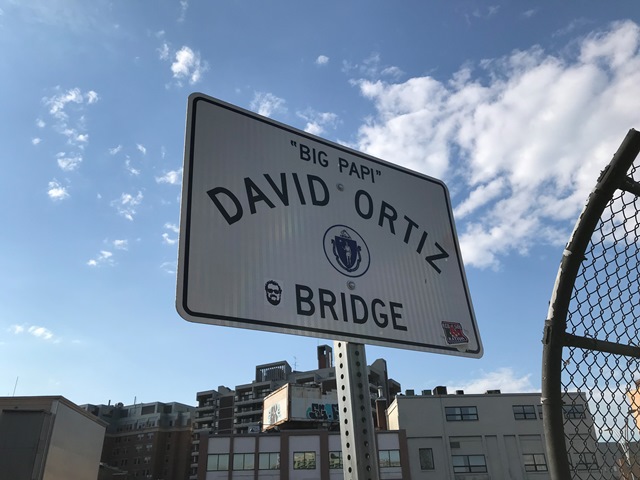 "BIG PAPI"
DAVID ORTIZ
BRIDGE